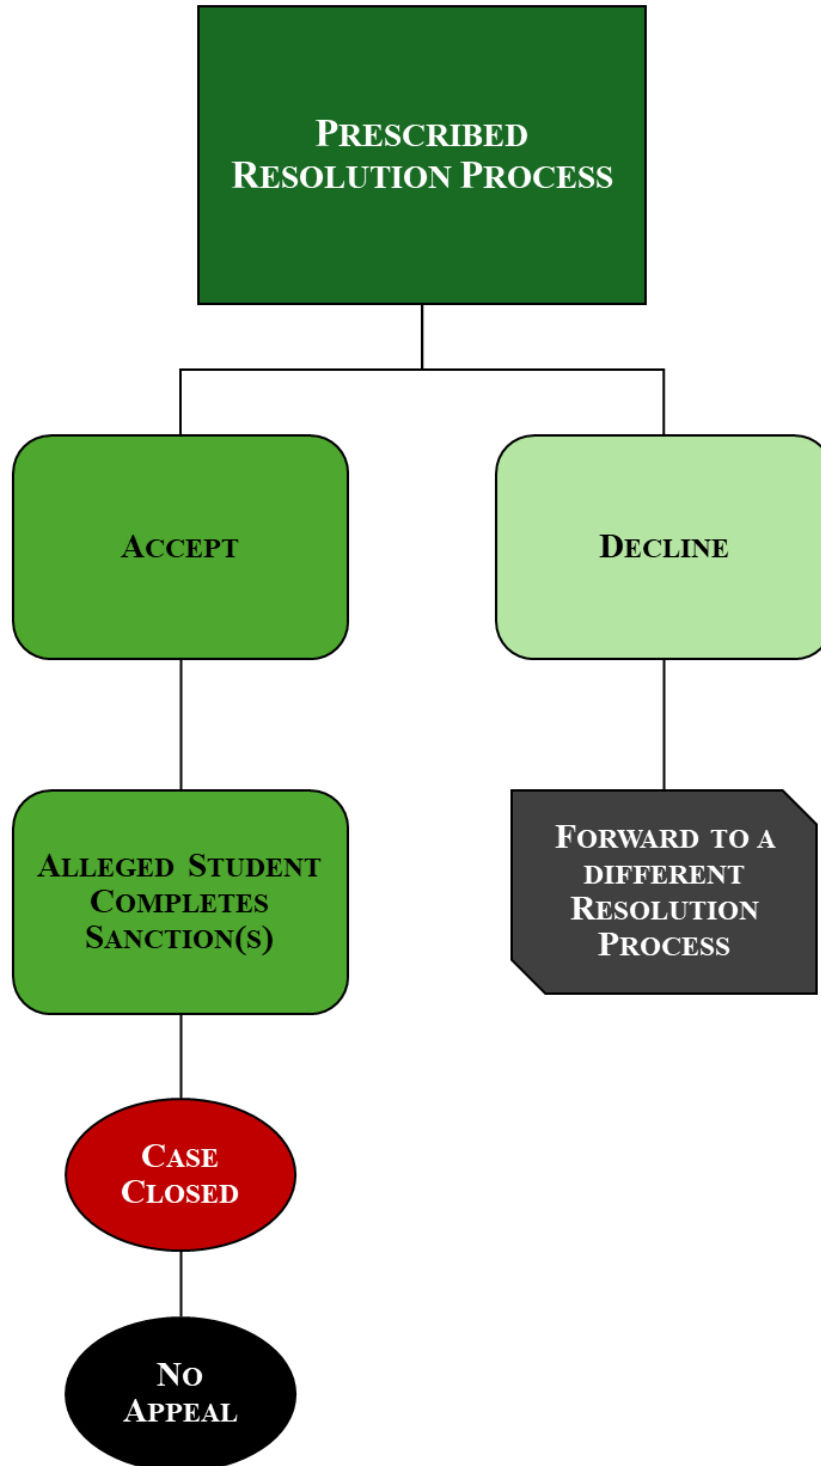 PRESCRIBED
RESOLUTION PROCESS
ACCEPT
DECLINE
ALLEGED STUDENT
COMPLETES
SANCTION(S)
FORWARD TO A
DIFFERENT
RESOLUTION
PROCESS
CASE
CLOSED
NO
APPEAL